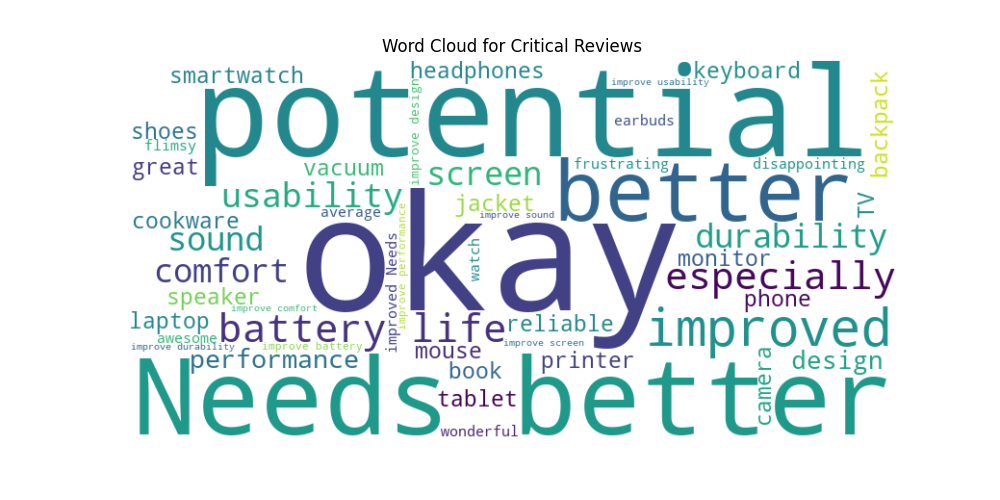 Word Cloud for Critical Reviews
smartwatch
headphones
improve usability
keyboard
potential
improve design
earbuds
backpack
shoes
flimsy
great
vacuum
screen
frustrating
disappointing
better
usability
jacket
TV
average
improve sound
cookware
sound
okay
durability
improve performance
watch
monitor
comfort
improved Needs
especially
speaker
phone
improve comfort
laptop
battery life
reliable
improved
awesome
improve durability
improve battery
improve screen
performance
mouse
printer
camera
design
book
Needs better
tablet
wonderful